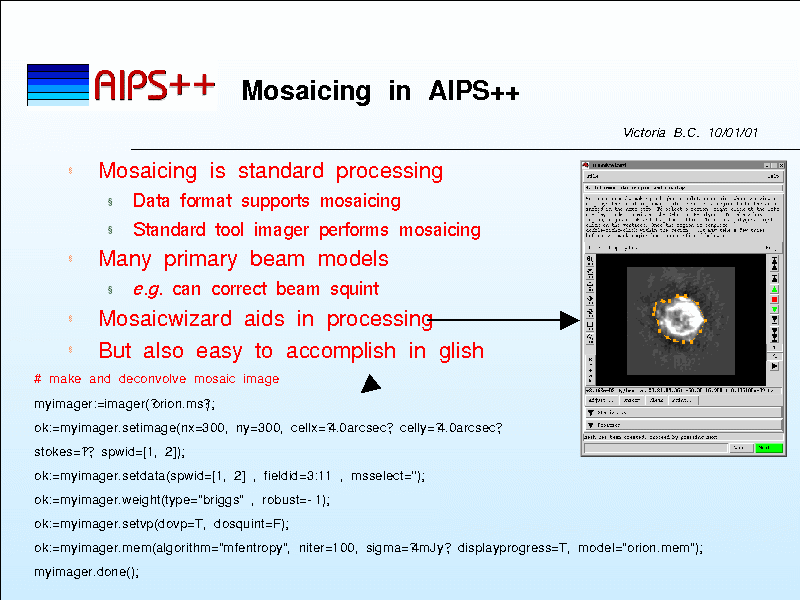 AIPS++ Mosaicing in AIPS++
Victoria B.C. 10/01/01
§ Mosaicing is standard processing
§ Data format supports mosaicing
§ Standard tool imager performs mosaicing
§ Many primary beam models
§ e.g. can correct beam squint
§ Mosaicwizard aids in processing
§ But also easy to accomplish in glish
# make and deconvolve mosaic image
myimager:=imager(?orion.ms?;
ok:=myimager.setimage(nx=300, ny=300, cellx=?4.0arcsec? celly=?4.0arcsec?
stokes=?? spwid=[1, 2]);
ok:=myimager.setdata(spwid=[1, 2] , fieldid=3:11 , msselect='');
ok:=myimager.weight(type="briggs" , robust=-1);
ok:=myimager.setvp(dovp=T, dosquint=F);
ok:=myimager.mem(algorithm="mfentropy", niter=100, sigma=?4mJy? displayprogress=T, model="orion.mem");
myimager.done();
File Help